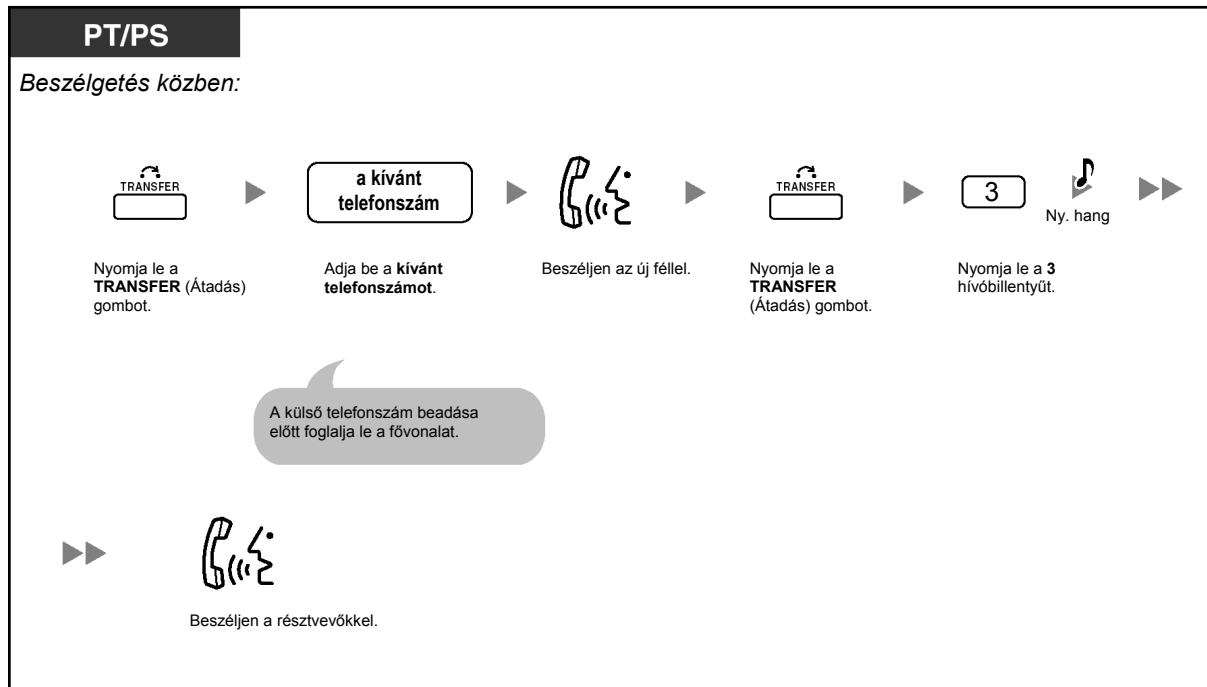 PT/PS
Beszélgetés közben:
TRANSFER
a kívánt
telefonszám
TRANSFER
3
Ny. hang
Nyomja le a
TRANSFER (Átadás)
gombot.
Adja be a kívánt
telefonszámot.
Beszéljen az új féllel.
Nyomja le a
TRANSFER
(Átadás) gombot.
Nyomja le a 3
hívóbillentyűt.
A külső telefonszám beadása
előtt foglalja le a fővonalat.
Beszéljen a résztvevőkkel.